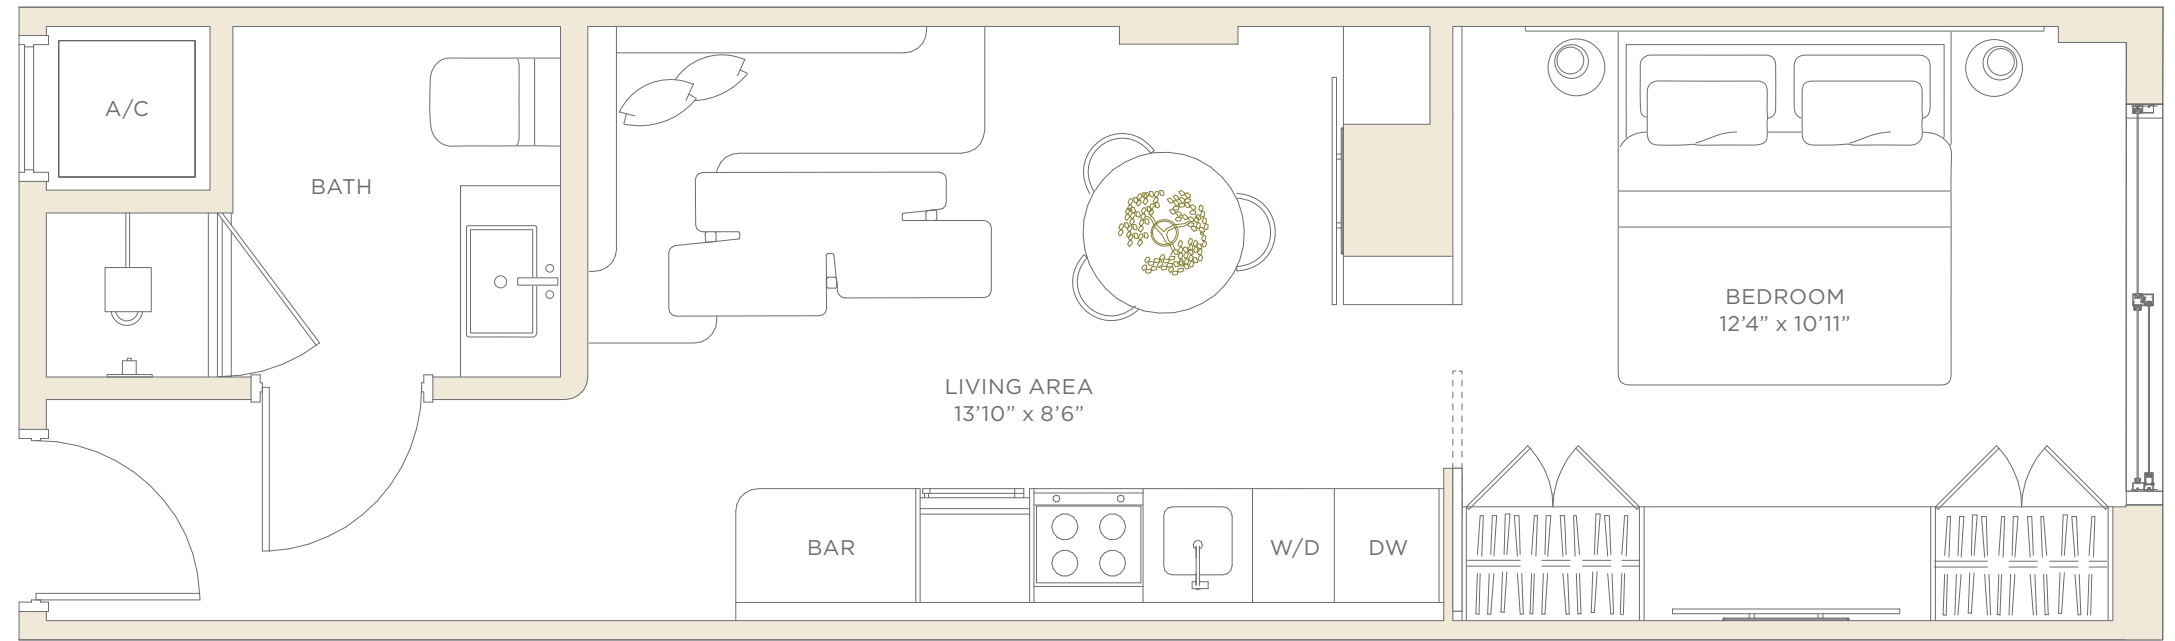 A/C
BATH
BEDROOM
12’4” x 10’11”
LIVING AREA
13’10” x 8’6”
BAR
W/D
DW